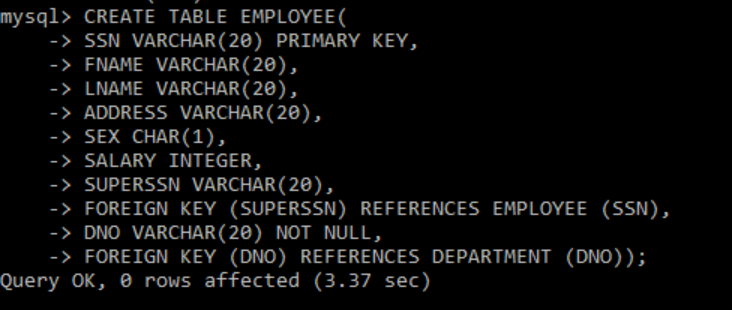 mysql> CREATE TABLE EMPLOYEE(
    -> SSN VARCHAR(20) PRIMARY KEY,
    -> FNAME VARCHAR(20),
    -> LNAME VARCHAR(20),
    -> ADDRESS VARCHAR(20),
    -> SEX CHAR(1),
    -> SALARY INTEGER,
    -> SUPERSSN VARCHAR(20),
    -> FOREIGN KEY (SUPERSSN) REFERENCES EMPLOYEE (SSN),
    -> DNO VARCHAR(20) NOT NULL,
    -> FOREIGN KEY (DNO) REFERENCES DEPARTMENT (DNO));
Query OK, 0 rows affected (3.37 sec)